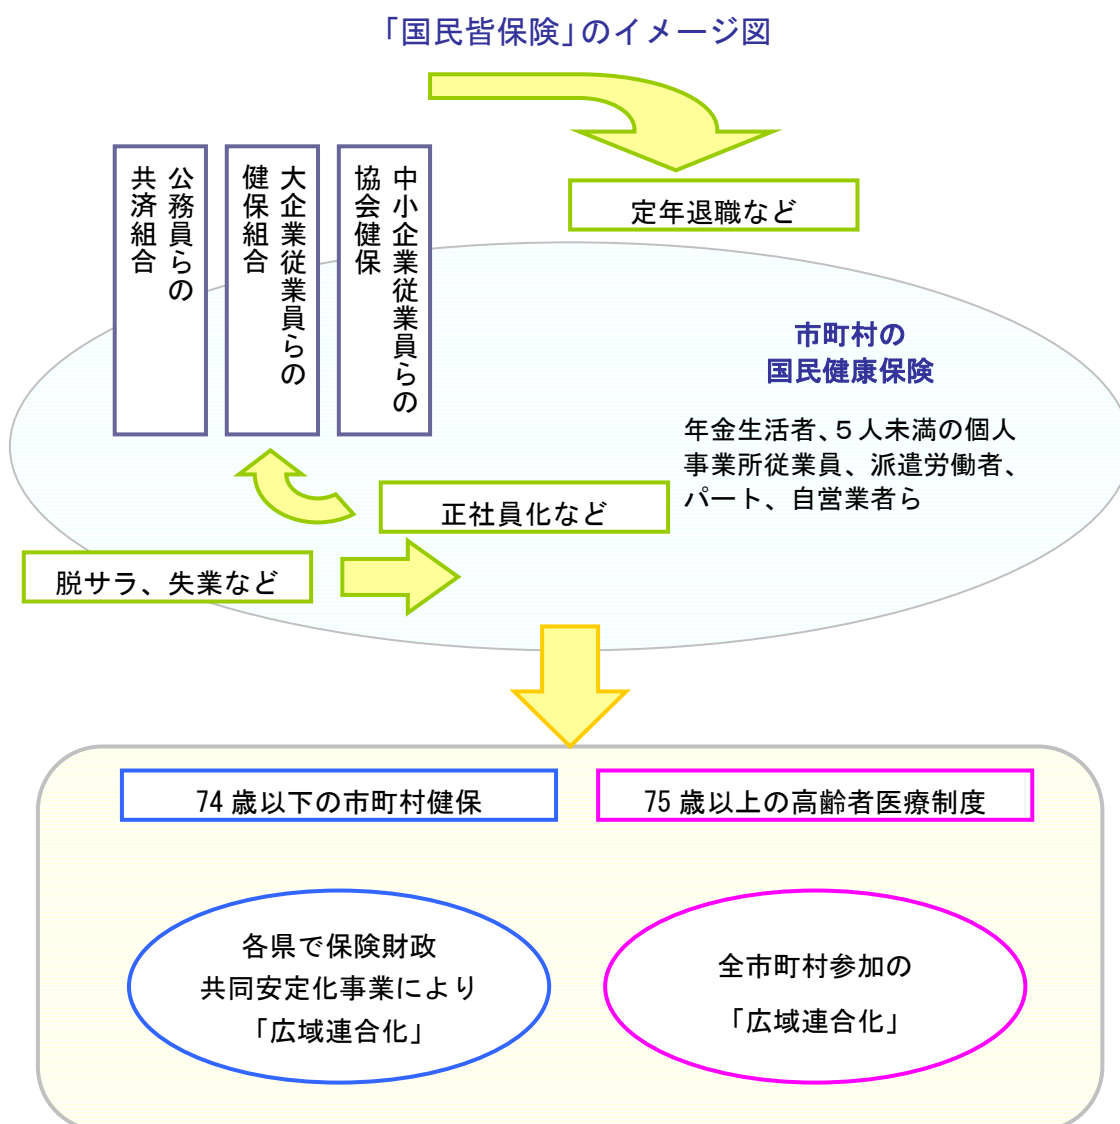 「国民皆保険」のイメージ図
公務員らの
共済組合
大企業従業員らの
健保組合
中小企業従業員らの
協会健保
定年退職など
市町村の
国民健康保険
年金生活者、５人未満の個人
事業所従業員、派遣労働者、
パート、自営業者ら
正社員化など
脱サラ、失業など
74 歳以下の市町村健保
75 歳以上の高齢者医療制度
各県で保険財政
共同安定化事業により
「広域連合化」
全市町村参加の
「広域連合化」